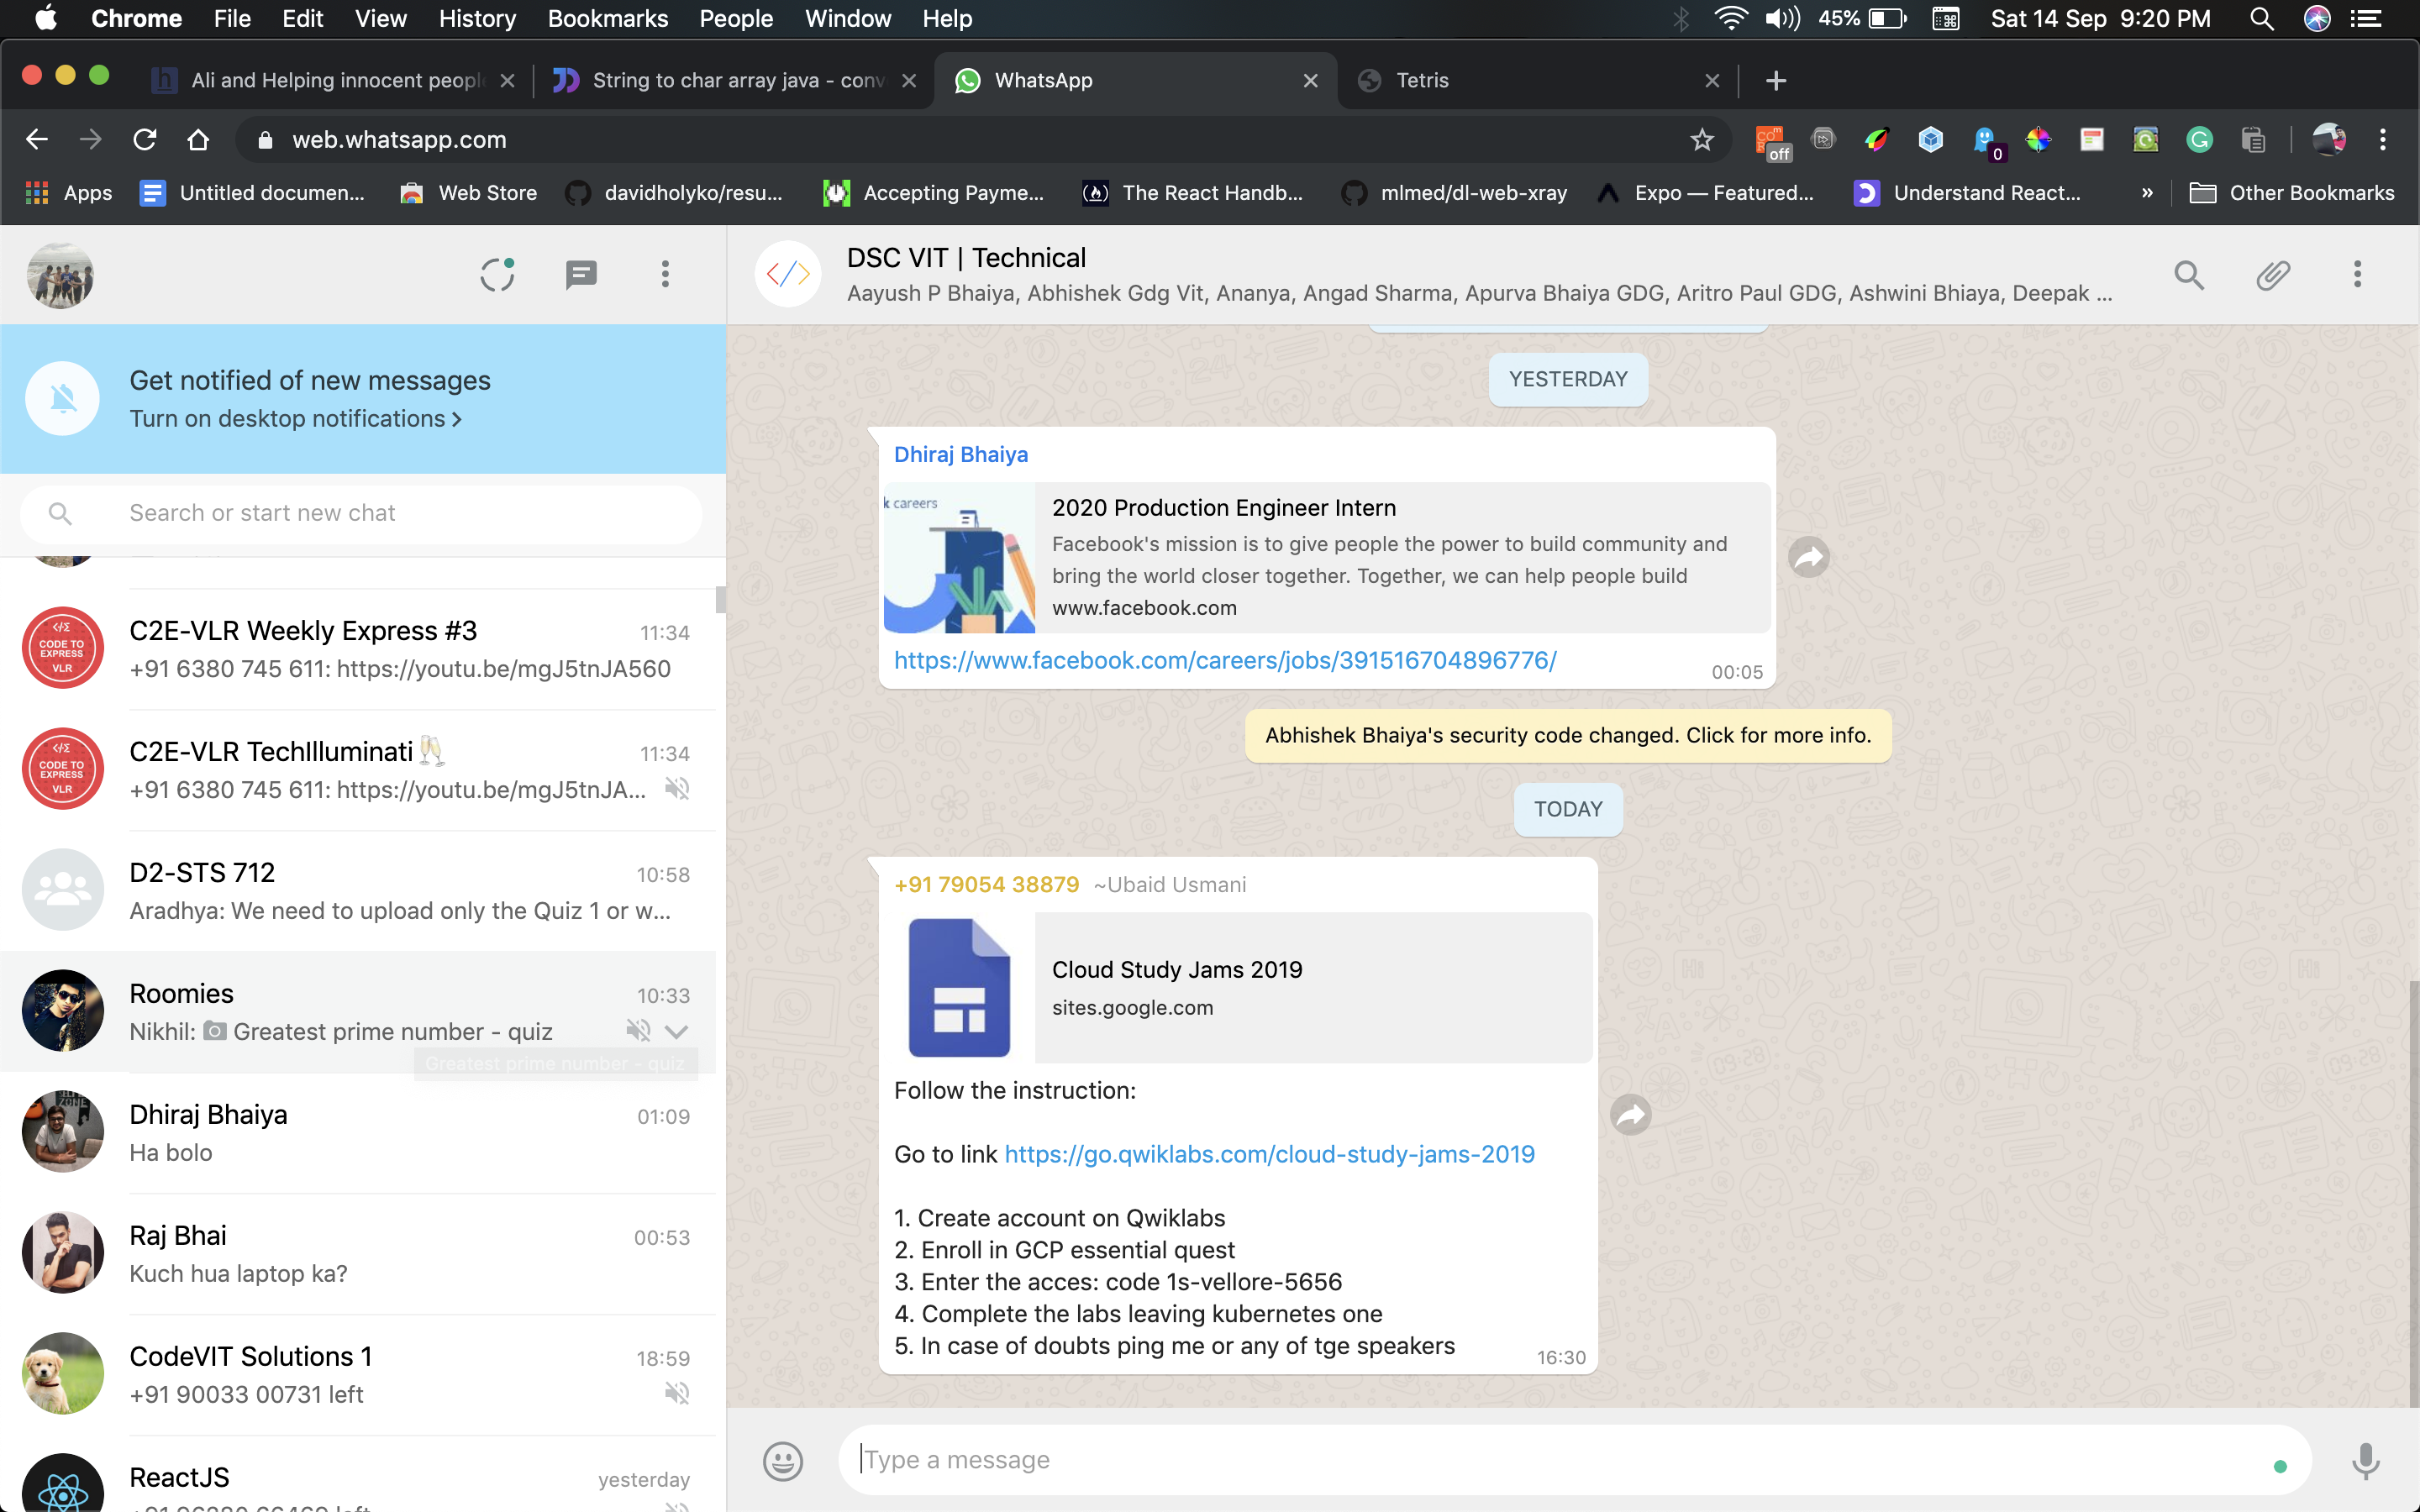 Chrome File Edit View History Bookmarks People Window Help 45% Sat 14 Sep 9:20 PM
Ali and Helping innocent people String to char array java - conv WhatsApp Tetris
web.whatsapp.com off 0
Apps Untitled documen... Web Store davidholyko/resu... Accepting Payme... The React Handb... mlmed/dl-web-xray Expo — Featured... Understand React... » Other Bookmarks
Get notified of new messages
Turn on desktop notifications >
Search or start new chat
C2E-VLR Weekly Express #3 11:34
+91 6380 745 611: https://youtu.be/mgJ5tnJA560
CODE TO
EXPRESS
VLR
C2E-VLR TechIlluminati🥂 11:34
+91 6380 745 611: https://youtu.be/mgJ5tnJA...
CODE TO
EXPRESS
VLR
D2-STS 712 10:58
Aradhya: We need to upload only the Quiz 1 or w...
Roomies 10:33
Nikhil: Greatest prime number - quiz
Greatest prime number - quiz
Dhiraj Bhaiya 01:09
Ha bolo
Raj Bhai 00:53
Kuch hua laptop ka?
CodeVIT Solutions 1 18:59
+91 90033 00731 left
ReactJS yesterday
DSC VIT | Technical
Aayush P Bhaiya, Abhishek Gdg Vit, Ananya, Angad Sharma, Apurva Bhaiya GDG, Aritro Paul GDG, Ashwini Bhiaya, Deepak ...
YESTERDAY
Dhiraj Bhaiya
k careers
2020 Production Engineer Intern
Facebook's mission is to give people the power to build community and
bring the world closer together. Together, we can help people build
www.facebook.com
https://www.facebook.com/careers/jobs/391516704896776/
00:05
Abhishek Bhaiya's security code changed. Click for more info.
TODAY
+91 79054 38879 ~Ubaid Usmani
Cloud Study Jams 2019
sites.google.com
Follow the instruction:
Go to link https://go.qwiklabs.com/cloud-study-jams-2019
1. Create account on Qwiklabs
2. Enroll in GCP essential quest
3. Enter the acces: code 1s-vellore-5656
4. Complete the labs leaving kubernetes one
5. In case of doubts ping me or any of tge speakers
16:30
Type a message